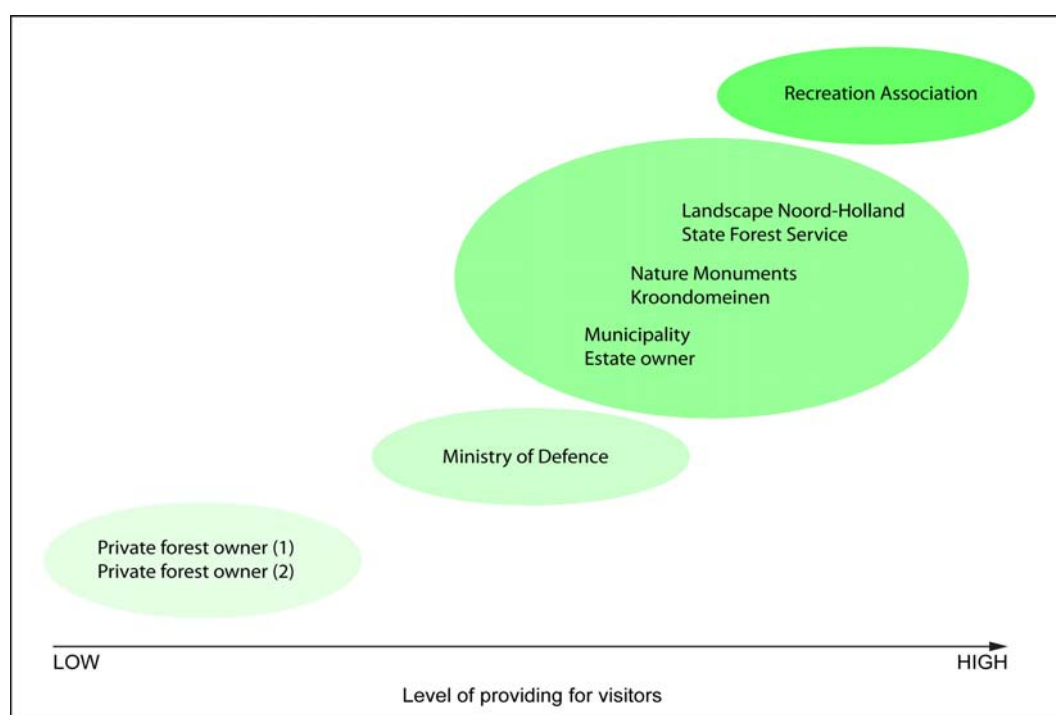 Recreation Association
Landscape Noord-Holland
State Forest Service
Nature Monuments
Kroondomeinen
Municipality
Estate owner
Ministry of Defence
Private forest owner (1)
Private forest owner (2)
LOW
HIGH
Level of providing for visitors